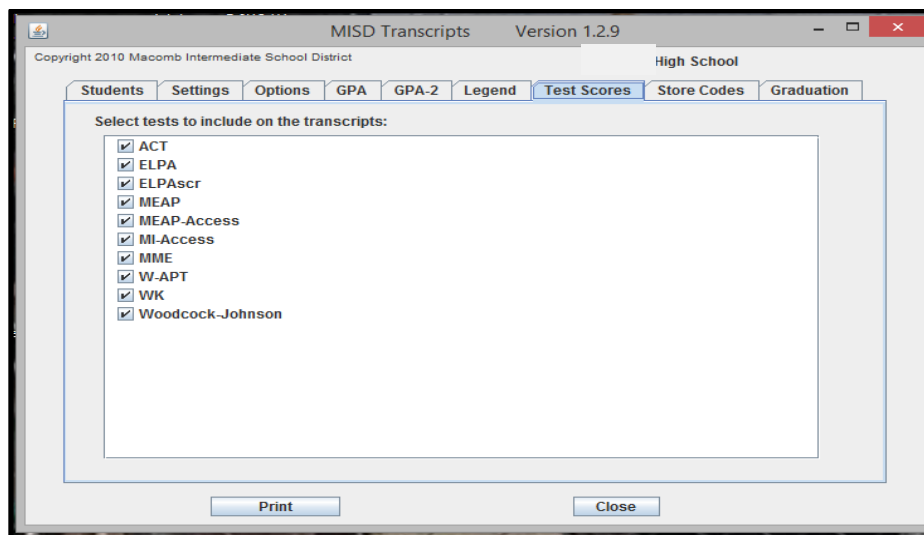 MISD Transcripts Version 1.2.9
Copyright 2010 Macomb Intermediate School District
High School
Students Settings Options GPA GPA-2 Legend Test Scores Store Codes Graduation
Select tests to include on the transcripts:
ACT
ELPA
ELPAscr
MEAP
MEAP-Access
MI-Access
MME
W-APT
WK
Woodcock-Johnson
Print Close